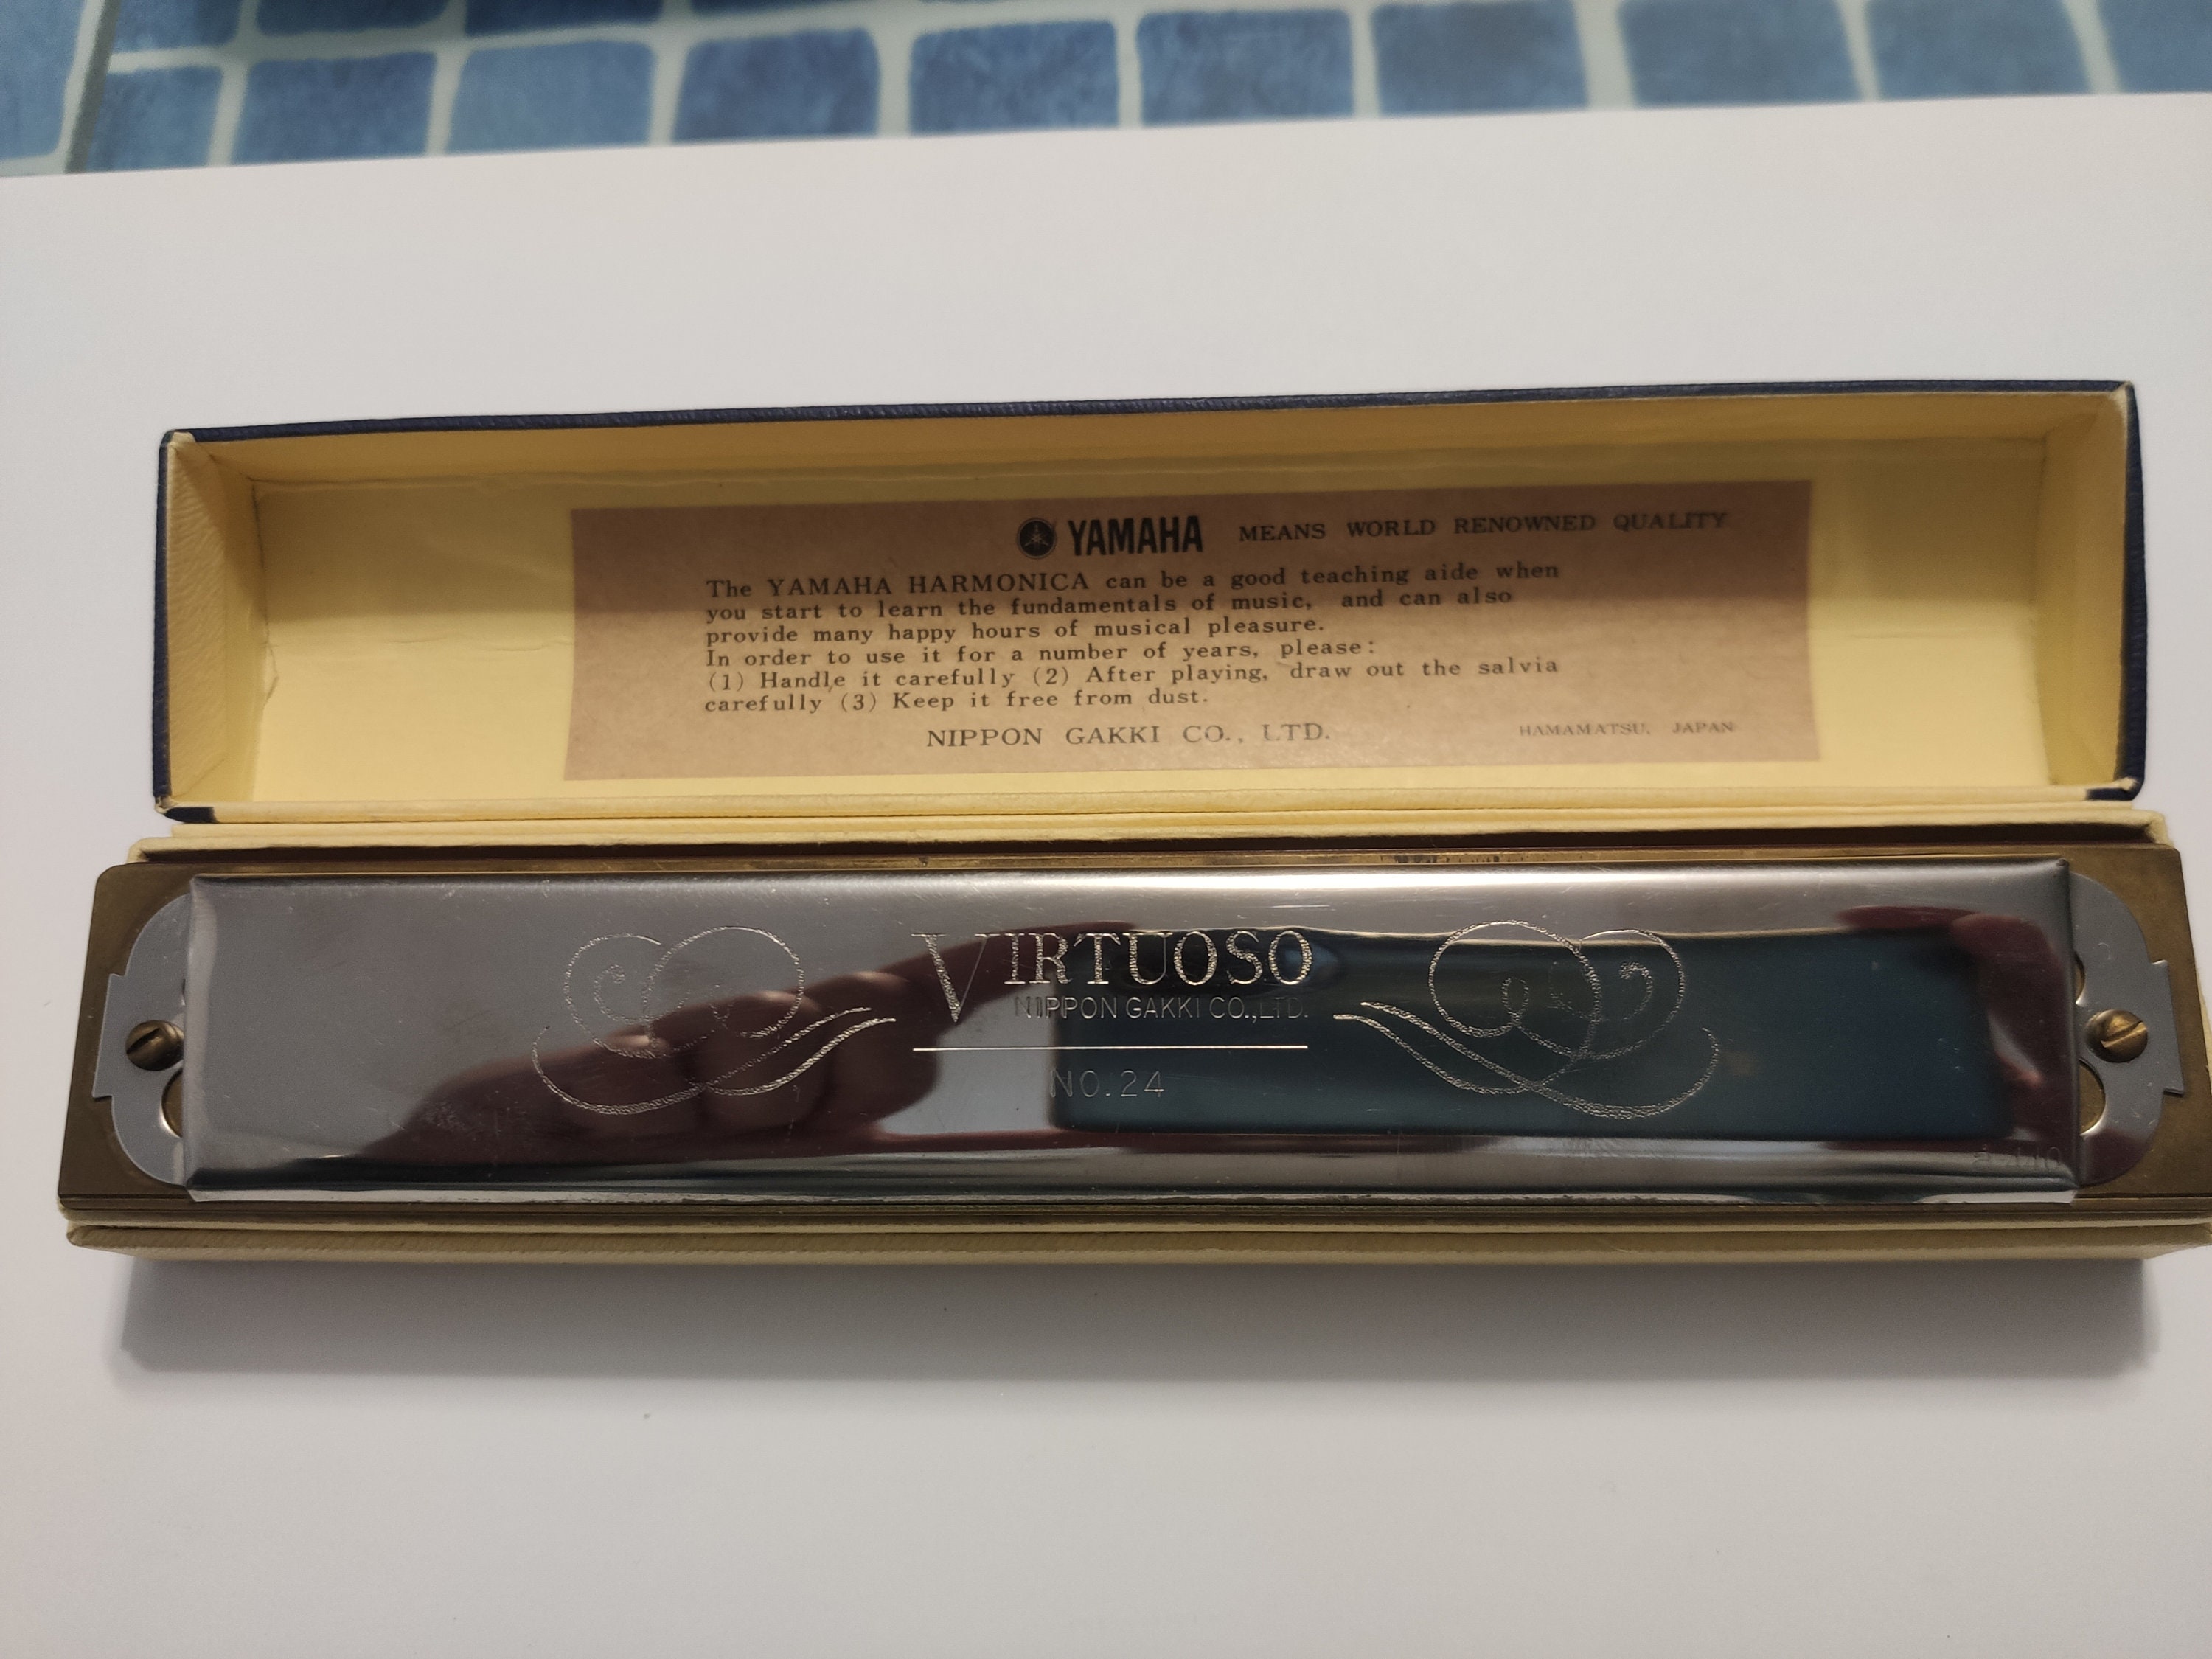 YAMAHA MEANS WORLD RENOWNED QUALITY
The YAMAHA HARMONICA can be a good teaching aide when
you start to learn the fundamentals of music, and can also
provide many happy hours of musical pleasure.
In order to use it for a number of years, please:
(1) Handle it carefully (2) After playing, draw out the salvia
carefully (3) Keep it free from dust.
NIPPON GAKKI CO., LTD. HAMAMATSU, JAPAN
VIRTUOSO
NIPPON GAKKI CO.,LTD.
NO.24